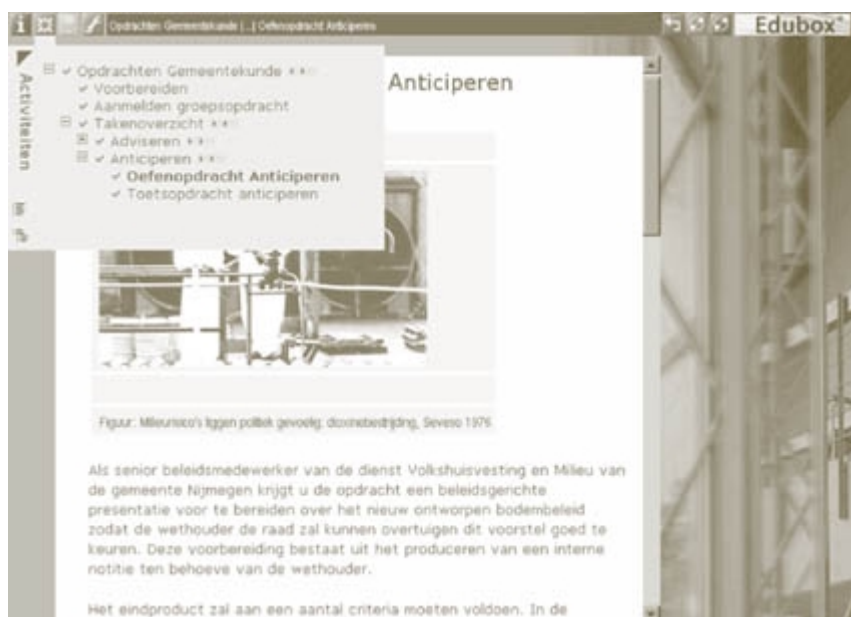 Opdrachten Gemeentekunde (...( Oefenopdracht Anticiperen
Edubox
Activiteiten
Opdrachten Gemeentekunde
Voorbereiden
Aanmelden groepsopdracht
Takenoverzicht
Adviseren
Anticiperen
Oefenopdracht Anticiperen
Toetsopdracht anticiperen
Anticiperen
Figuur: Milieurisico's liggen politiek gevoelig: dioxinebestrijding, Seveso 1976
Als senior beleidsmedewerker van de dienst Volkshuisvesting en Milieu van
de gemeente Nijmegen krijgt u de opdracht een beleidsgerichte
presentatie voor te bereiden over het nieuw ontworpen bodembeleid
zodat de wethouder de raad zal kunnen overtuigen dit voorstel goed te
keuren. Deze voorbereiding bestaat uit het produceren van een interne
notitie ten behoeve van de wethouder.
Het eindproduct zal aan een aantal criteria moeten voldoen. In de